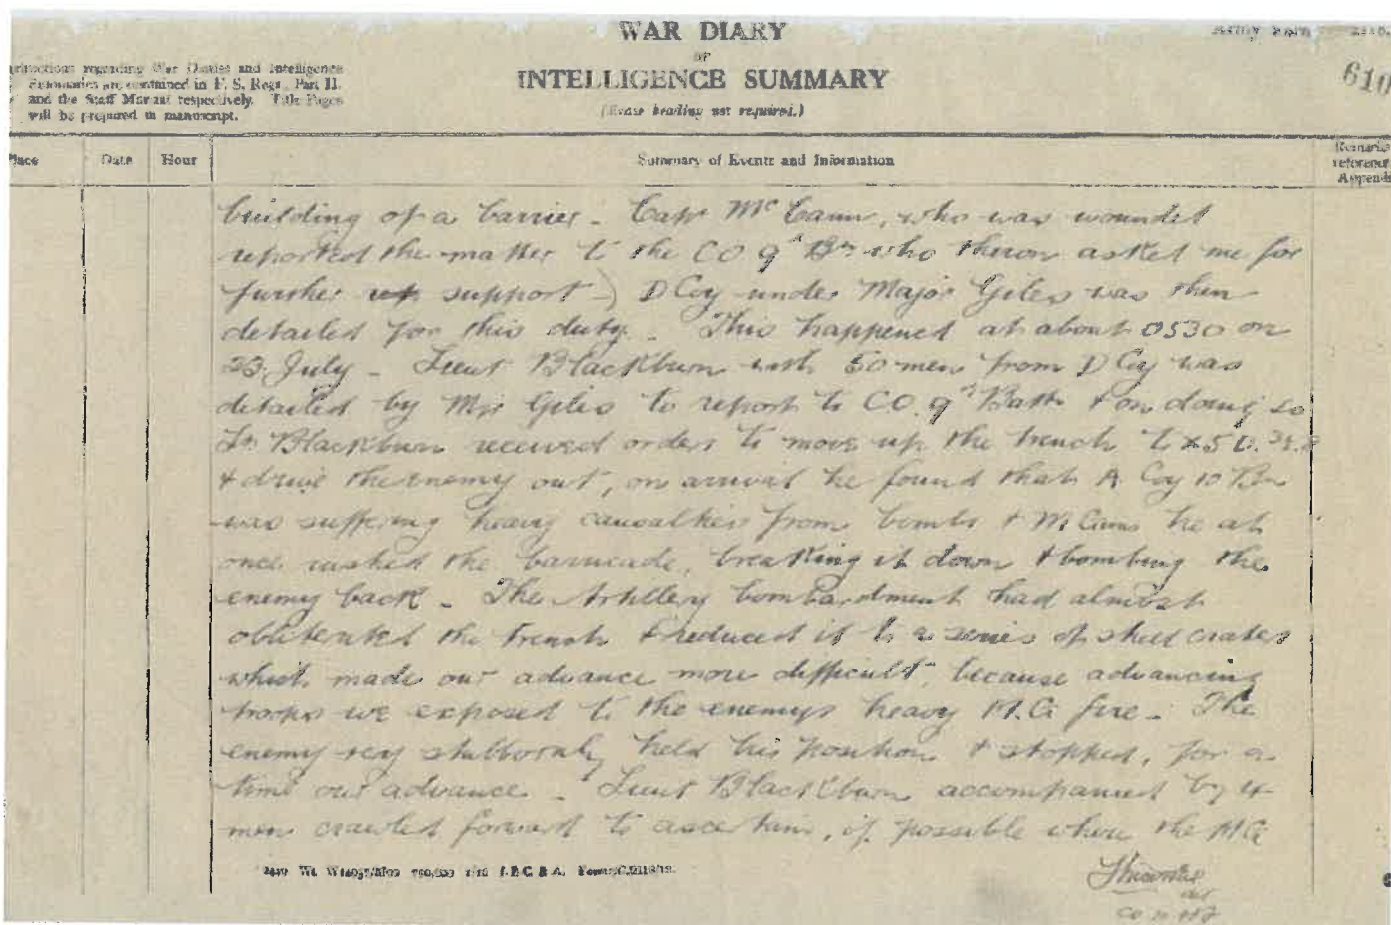 WAR DIARY
OF
INTELLIGENCE SUMMARY
(Erase heading not required.)
Army Form
610
Instructions regarding War Diaries and Intelligence
Summaries are contained in F. S. Regs., Part II.
and the Staff Manual respectively. Title Pages
will be prepared in manuscript.
Place Date Hour Summary of Events and Information Remarks
reference
Append
building of a barrier. Capt McCann, who was wounded
reported the matter to the CO 9th Bn who theron asked me for
further support) D Coy under Major Giles was then
detailed for this duty. This happened at about 0530 on
23 July - Lieut Blackburn with 50 men from D Coy was
detailed by Mjr Giles to report to CO. 9th Batt & on doing so
Lt Blackburn received orders to move up the trench to
& drive the enemy out, on arrival he found that A Coy 10 Bn
was suffering heavy causalties from bombs & M Guns he at
once rushed the barricade, breaking it down & bombing the
enemy back - The Artillery bombardment had almost
obliterated the trench & reduced it to a series of shell craters
which made our advance more difficult, because advancing
troops we exposed to the enemys heavy M.G fire - The
enemy very stubbornly held his position & stopped, for a
time our advance - Lieut Blackburn accompanied by 4
men crawled forward to ascertain, if possible where the MG